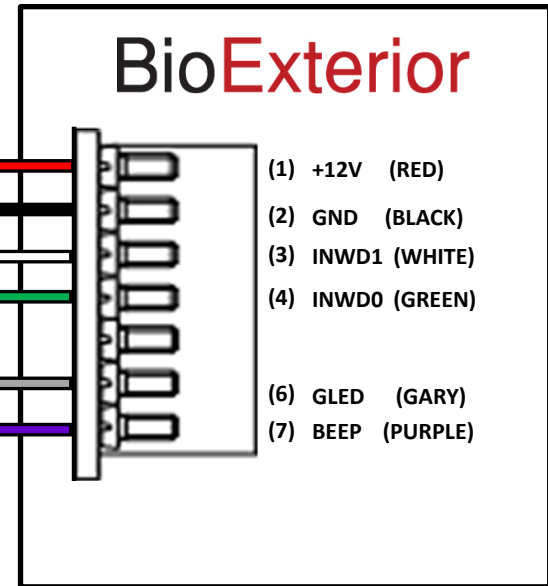 BioExterior
(1) +12V (RED)
(2) GND (BLACK)
(3) INWD1 (WHITE)
(4) INWD0 (GREEN)
(6) GLED (GARY)
(7) BEEP (PURPLE)